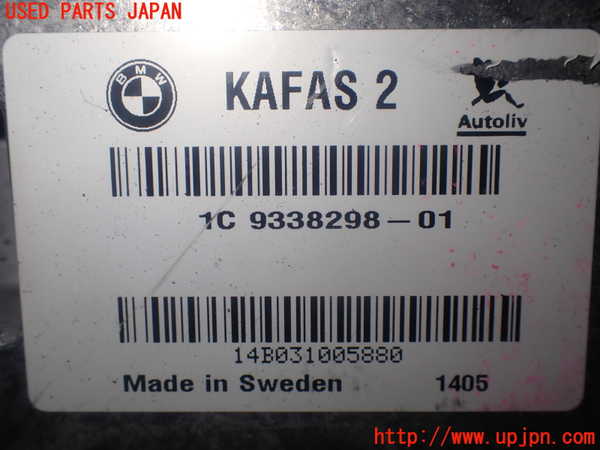 USED PARTS JAPAN
BMW
KAFAS 2
Autoliv
1C 9338298-01
14B031005880
Made in Sweden 1405
http://www.upjpn.com